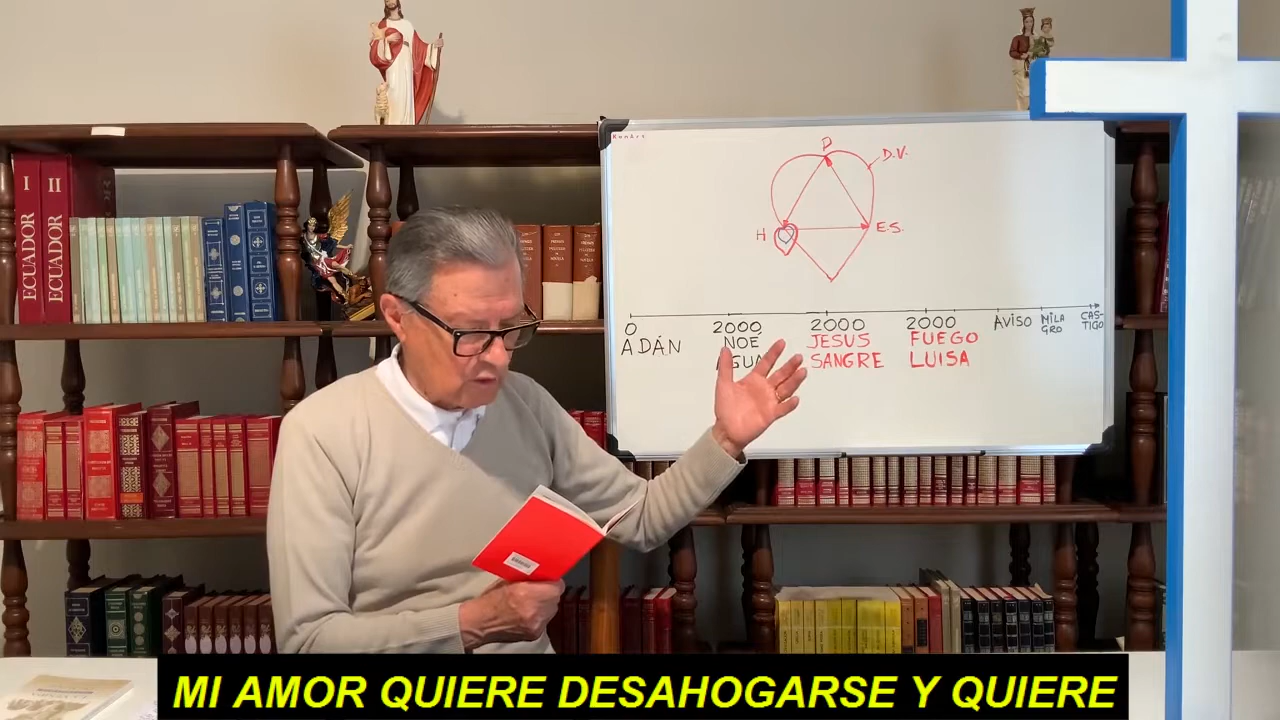 I
II
ECUADOR
ECUADOR
P
D.V.
H
E.S.
0
2000
2000
2000
AVISO
MILA
GRO
CAS-
TIGO
ADÁN
NOE
JESUS
FUEGO
AGUA
SANGRE
LUISA
MI AMOR QUIERE DESAHOGARSE Y QUIERE